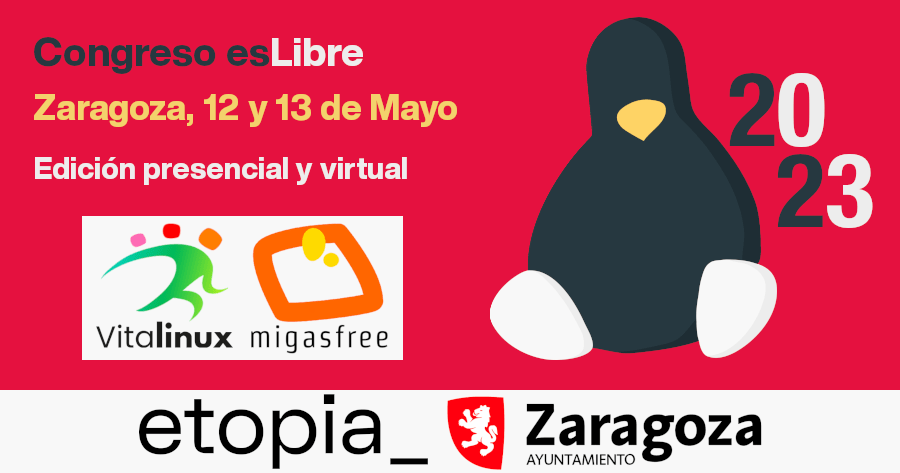 Congreso esLibre
Zaragoza, 12 y 13 de Mayo
Edición presencial y virtual
20
23
Vitalinux
migasfree
etopia_
Zaragoza
AYUNTAMIENTO